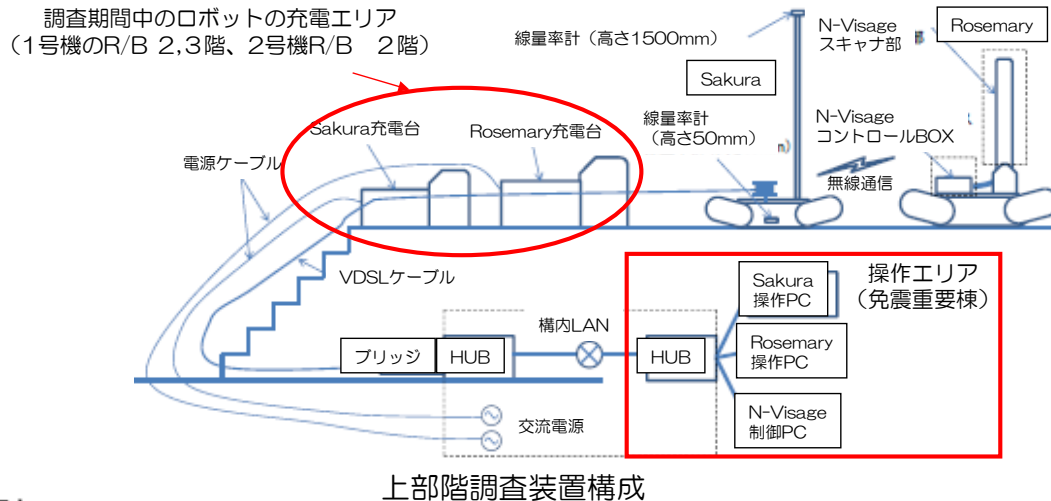 調査期間中のロボットの充電エリア
（1号機のR/B 2,3階、2号機R/B　2階）
線量率計（高さ1500mm）
N-Visage
スキャナ部
Rosemary
Sakura
Sakura充電台
Rosemary充電台
線量率計
（高さ50mm）
N-Visage
コントロールBOX
電源ケーブル
無線通信
VDSLケーブル
操作エリア
（免震重要棟）
Sakura
操作PC
構内LAN
ブリッジ
HUB
HUB
Rosemary
操作PC
N-Visage
制御PC
交流電源
上部階調査装置構成